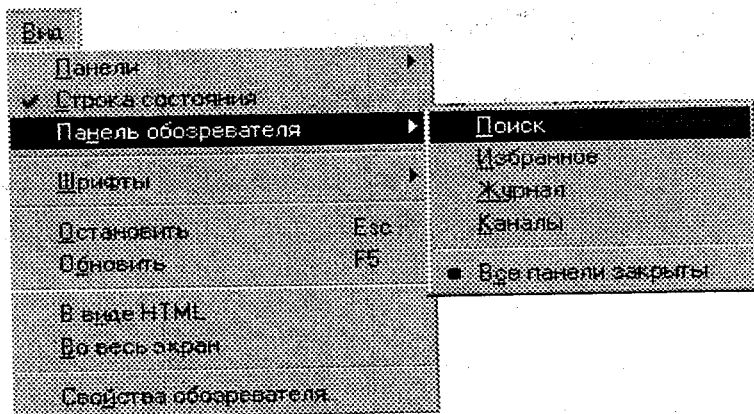 Вид
Панели
Строка состояния
Панель обозревателя
Шрифты
Остановить Esc
Обновить F5
В виде HTML
Во весь экран
Свойства обозревателя...
Поиск
Избранное
Журнал
Каналы
Все панели закрыты